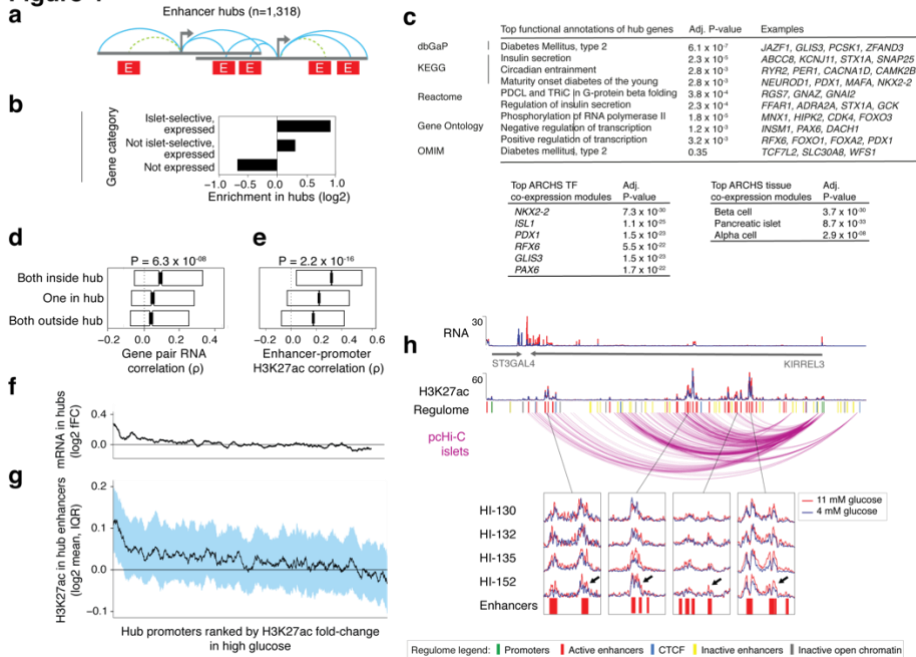 a
Enhancer hubs (n=1,318)
E
E
E
E
E
b
Gene category
Islet-selective,
expressed
Not islet-selective,
expressed
Not expressed
−1.0 −0.5 0.0 0.5 1.0
Enrichment in hubs (log2)
c
Top functional annotations of hub genes Adj. P-value Examples
dbGaP Diabetes Mellitus, type 2 6.1 x 10-7 JAZF1, GLIS3, PCSK1, ZFAND3
KEGG Insulin secretion 2.3 x 10-5 ABCC8, KCNJ11, STX1A, SNAP25
Circadian entrainment 2.8 x 10-3 RYR2, PER1, CACNA1D, CAMK2B
Maturity onset diabetes of the young 2.8 x 10-3 NEUROD1, PDX1, MAFA, NKX2-2
Reactome PDCL and TRiC in G-protein beta folding 3.8 x 10-4 RGS7, GNAZ, GNAI2
Regulation of insulin secretion 2.3 x 10-4 FFAR1, ADRA2A, STX1A, GCK
Gene Ontology Phosphorylation pf RNA polymerase II 1.8 x 10-5 MNX1, HIPK2, CDK4, FOXO3
Negative regulation of transcription 1.2 x 10-3 INSM1, PAX6, DACH1
Positive regulation of transcription 3.2 x 10-3 RFX6, FOXO1, FOXA2, PDX1
OMIM Diabetes mellitus, type 2 0.35 TCF7L2, SLC30A8, WFS1
Top ARCHS TF Adj.
co-expression modules P-value
NKX2-2 7.3 x 10-30
ISL1 1.1 x 10-25
PDX1 1.5 x 10-23
RFX6 5.5 x 10-22
GLIS3 1.5 x 10-23
PAX6 1.7 x 10-22
Top ARCHS tissue Adj.
co-expression modules P-value
Beta cell 3.7 x 10-30
Pancreatic islet 8.7 x 10-33
Alpha cell 2.9 x 10-08
d
P = 6.3 x 10-08
Both inside hub
One in hub
Both outside hub
0.0 0.2 0.4
Gene pair RNA
correlation (ρ)
e
P = 2.2 x 10-16
−0.2 0.0 0.2 0.4 0.6
Enhancer-promoter
H3K27ac correlation (ρ)
f
mRNA in hubs
(log2 fFC)
0.4
0.0
g
H3K27ac in hub enhancers
(log2 mean, IQR)
0.2
0.1
0.0
−0.1
Hub promoters ranked by H3K27ac fold-change
in high glucose
h
RNA
30
ST3GAL4
KIRREL3
H3K27ac
60
Regulome
pcHi-C
islets
HI-130
HI-132
HI-135
HI-152
Enhancers
11 mM glucose
4 mM glucose
Regulome legend: Promoters Active enhancers CTCF Inactive enhancers Inactive open chromatin